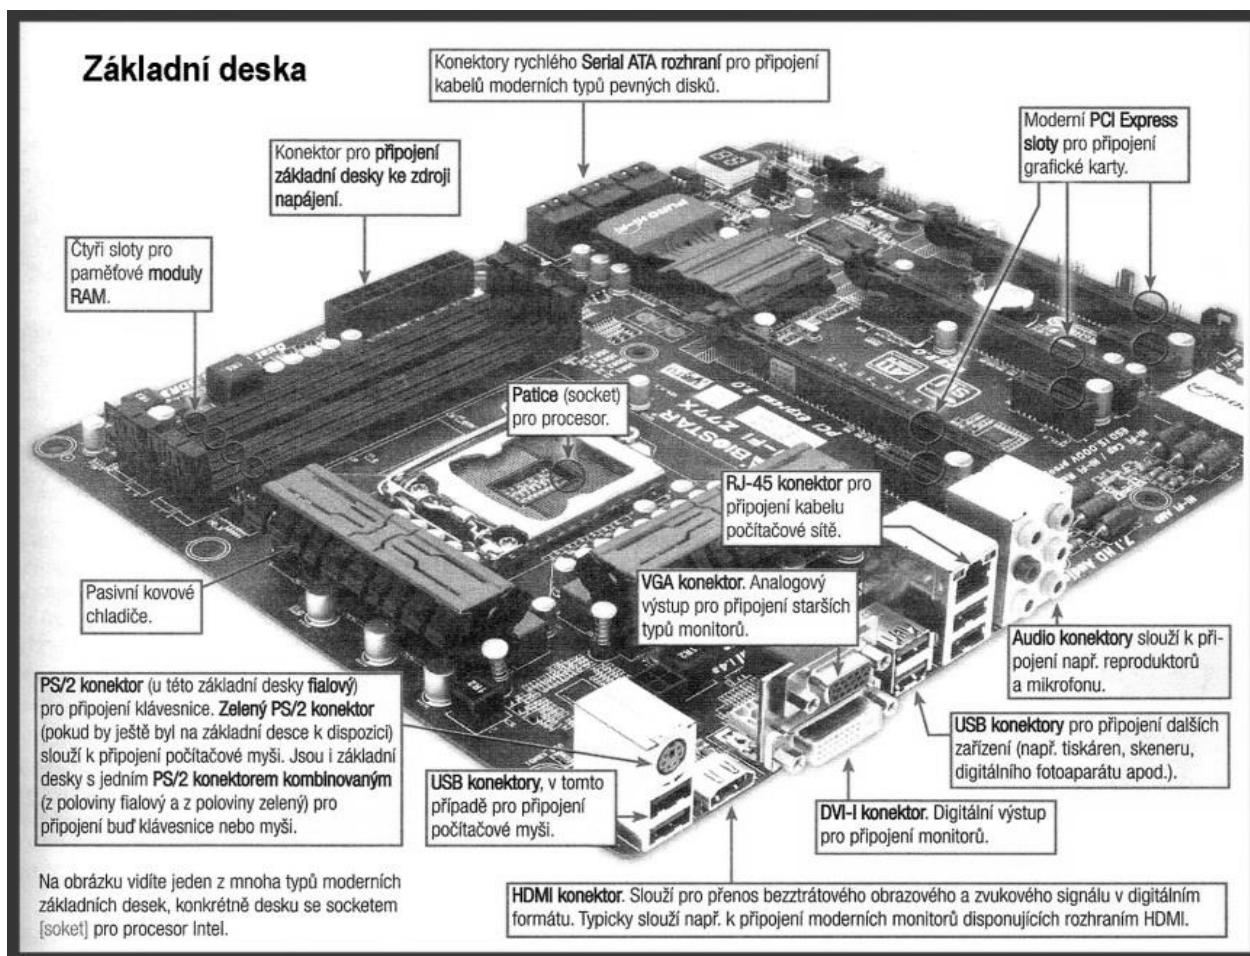 Základní deska
Konektory rychlého Serial ATA rozhraní pro připojení
kabelů moderních typů pevných disků.
Moderní PCI Express
sloty pro připojení
grafické karty.
Konektor pro připojení
základní desky ke zdroji
napájení.
Čtyři sloty pro
paměťové moduly
RAM.
Patice (socket)
pro procesor.
BIOSTAR
PCI Express 3.0
RJ-45 konektor pro
připojení kabelu
počítačové sítě.
VGA konektor. Analogový
výstup pro připojení starších
typů monitorů.
Pasivní kovové
chladiče.
Audio konektory slouží k při-
pojení např. reproduktorů
a mikrofonu.
PS/2 konektor (u této základní desky fialový)
pro připojení klávesnice. Zelený PS/2 konektor
(pokud by ještě byl na základní desce k dispozici)
slouží k připojení počítačové myši. Jsou i základní
desky s jedním PS/2 konektorem kombinovaným
(z poloviny fialový a z poloviny zelený) pro
připojení buď klávesnice nebo myši.
USB konektory pro připojení dalších
zařízení (např. tiskáren, skeneru,
digitálního fotoaparátu apod.).
USB konektory, v tomto
případě pro připojení
počítačové myši.
DVI-I konektor. Digitální výstup
pro připojení monitorů.
Na obrázku vidíte jeden z mnoha typů moderních
základních desek, konkrétně desku se socketem
[soket] pro procesor Intel.
HDMI konektor. Slouží pro přenos bezztrátového obrazového a zvukového signálu v digitálním
formátu. Typicky slouží např. k připojení moderních monitorů disponujících rozhraním HDMI.